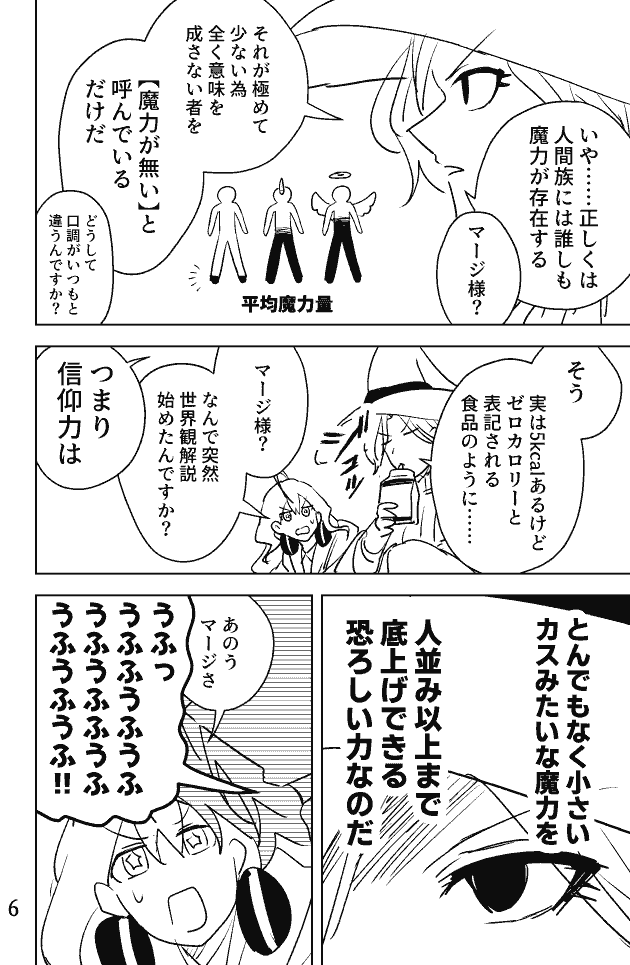 いや……正しくは
人間族には誰しも
魔力が存在する
マージ様？
それが極めて
少ない為
全く意味を
成さない者を
【魔力が無い】と
呼んでいる
だけだ
平均魔力量
どうして
口調がいつもと
違うんですか？
そう
実は5kcalあるけど
ゼロカロリーと
表記される
食品のように……
マージ様？
なんで突然
世界観解説
始めたんですか？
つまり
信仰力は
とんでもなく小さい
カスみたいな魔力を
人並み以上まで
底上げできる
恐ろしい力なのだ
あのう
マージさ
うふっ
うふふうふうふ
うふうふふうふ
うふうふうふ!!
6